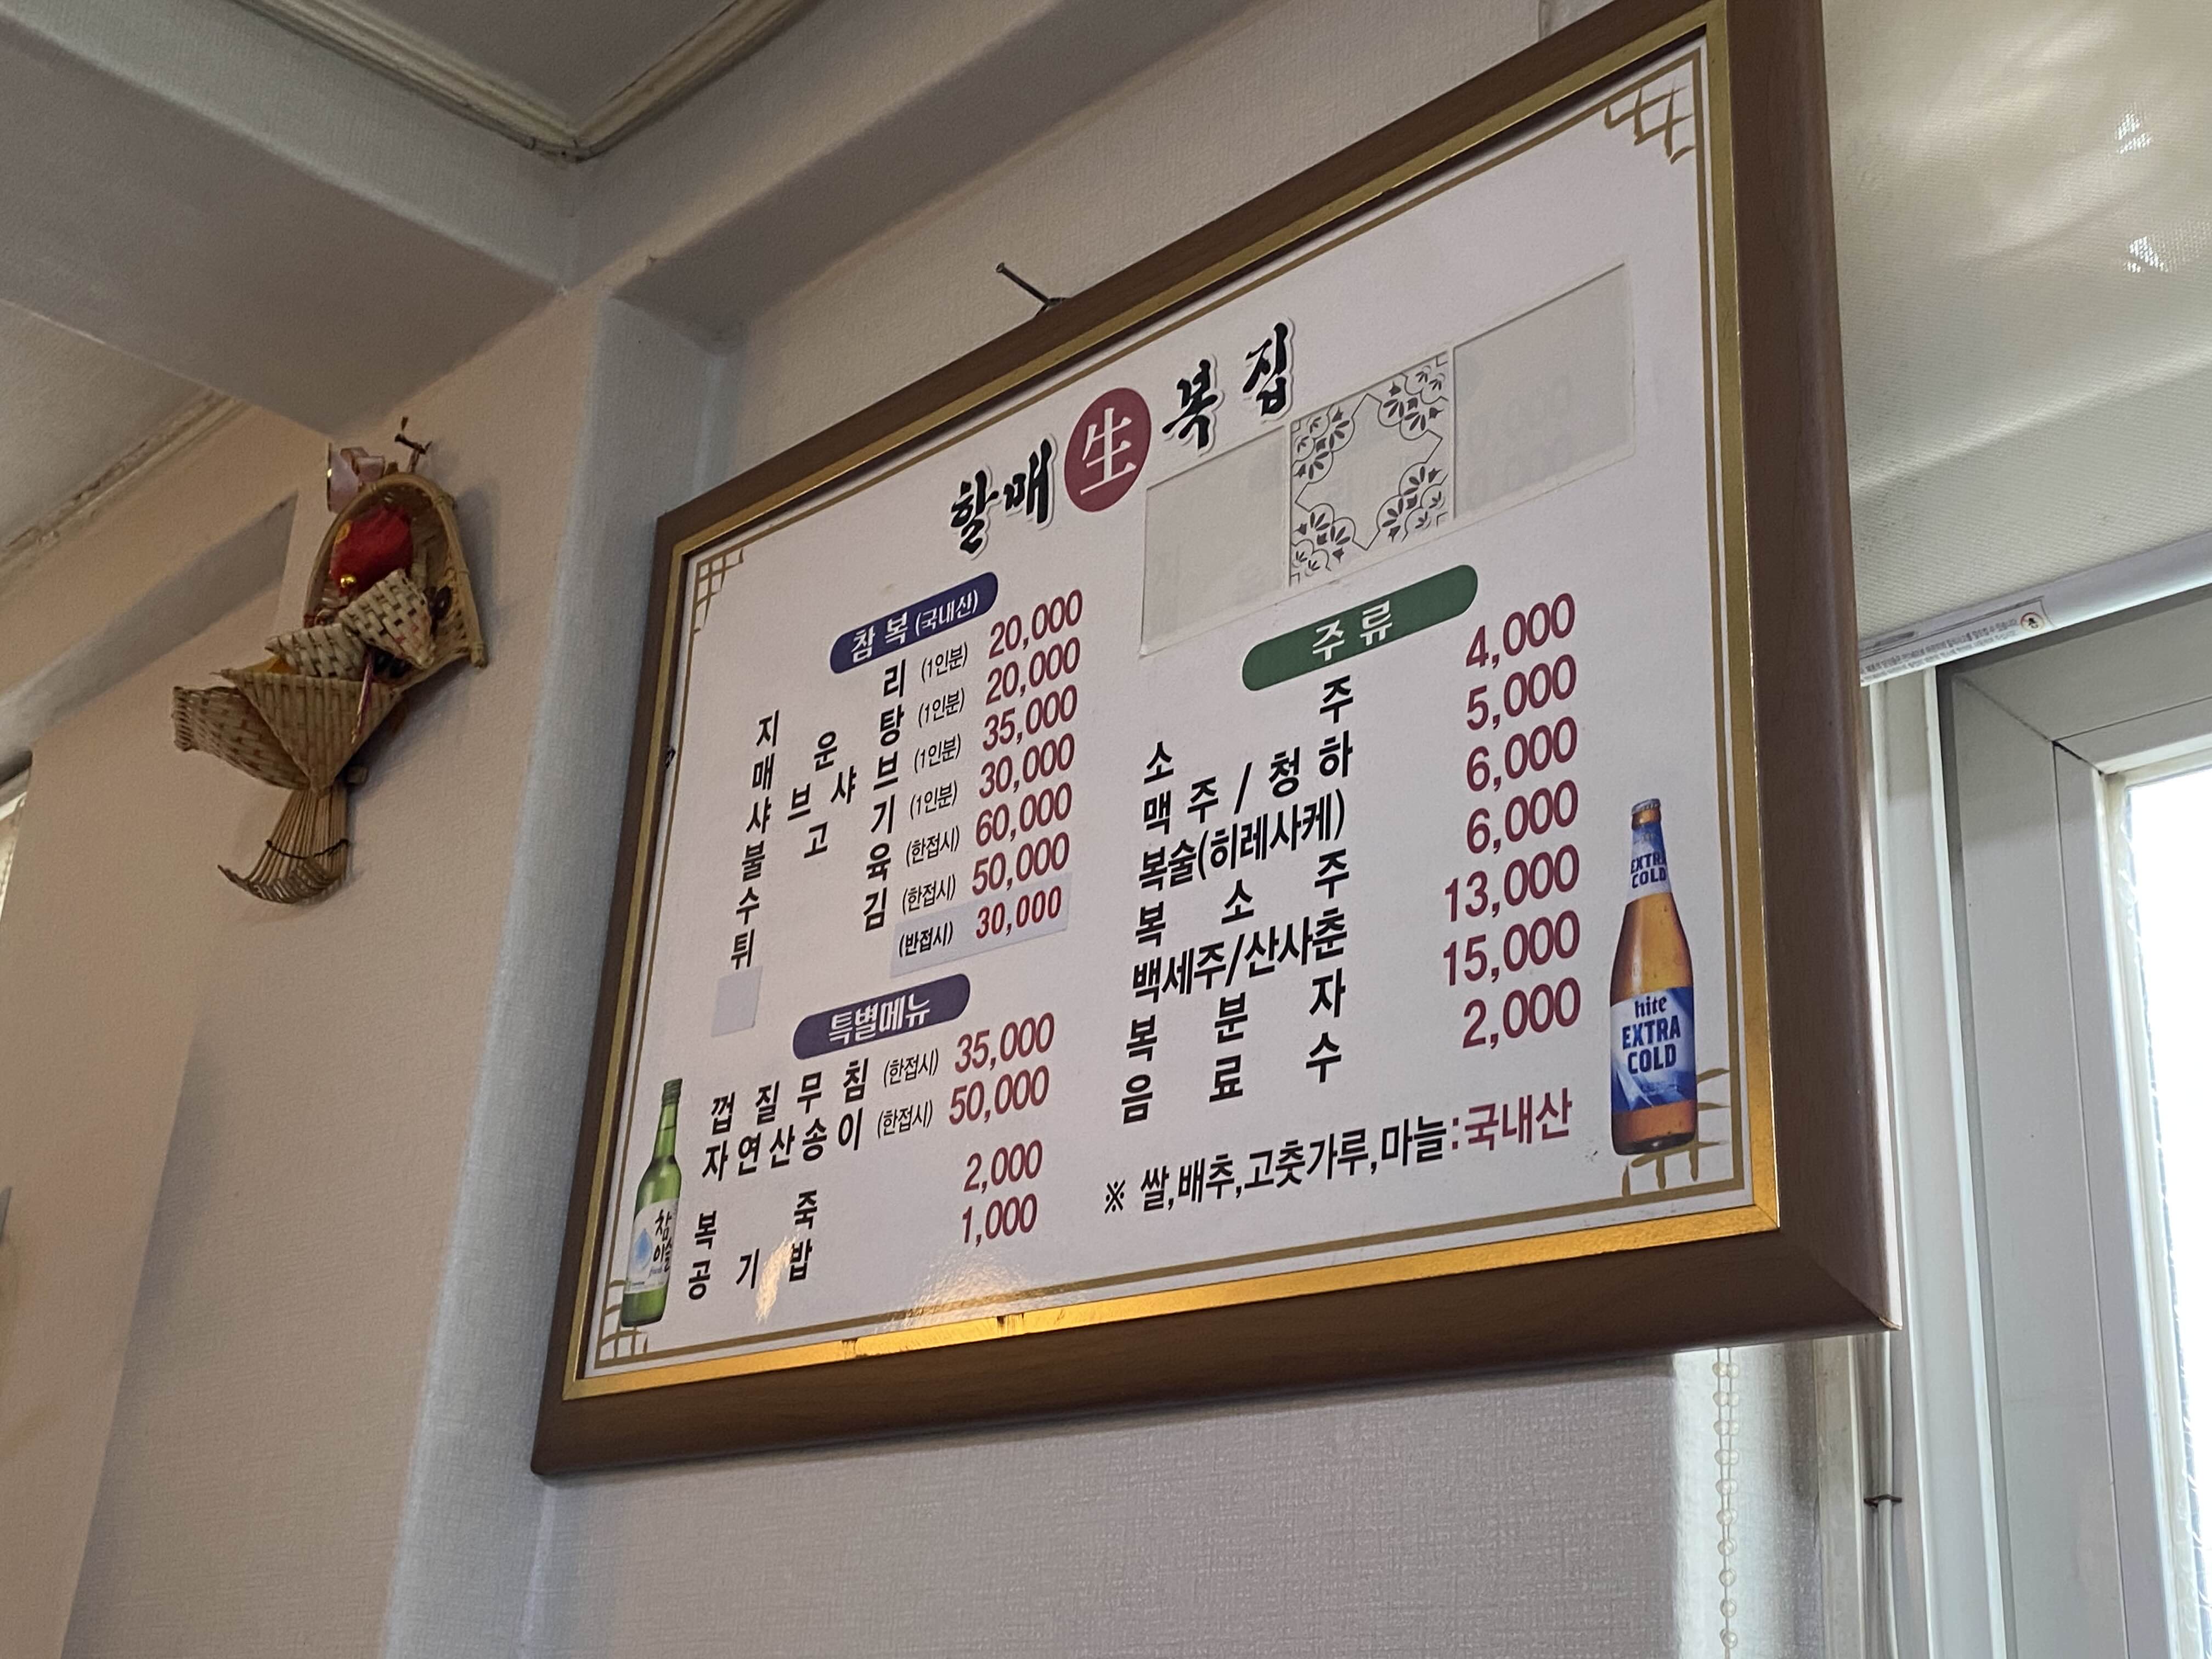 할매生복집
참복(국내산)
지리 (1인분) 20,000
매운탕 (1인분) 20,000
샤브샤브 (1인분) 35,000
불고기 (1인분) 30,000
수육 (한접시) 60,000
튀김 (한접시) 50,000
(반접시) 30,000
특별메뉴
껍질무침 (한접시) 35,000
자연산송이 (한접시) 50,000
복죽 2,000
공기밥 1,000
주류
소주 4,000
맥주/청하 5,000
복술(히레사케) 6,000
복소주 6,000
백세주/산사춘 13,000
복분자 15,000
음료수 2,000
※ 쌀,배추,고춧가루,마늘:국내산
참이슬
EXTRA
COLD
hite
EXTRA
COLD